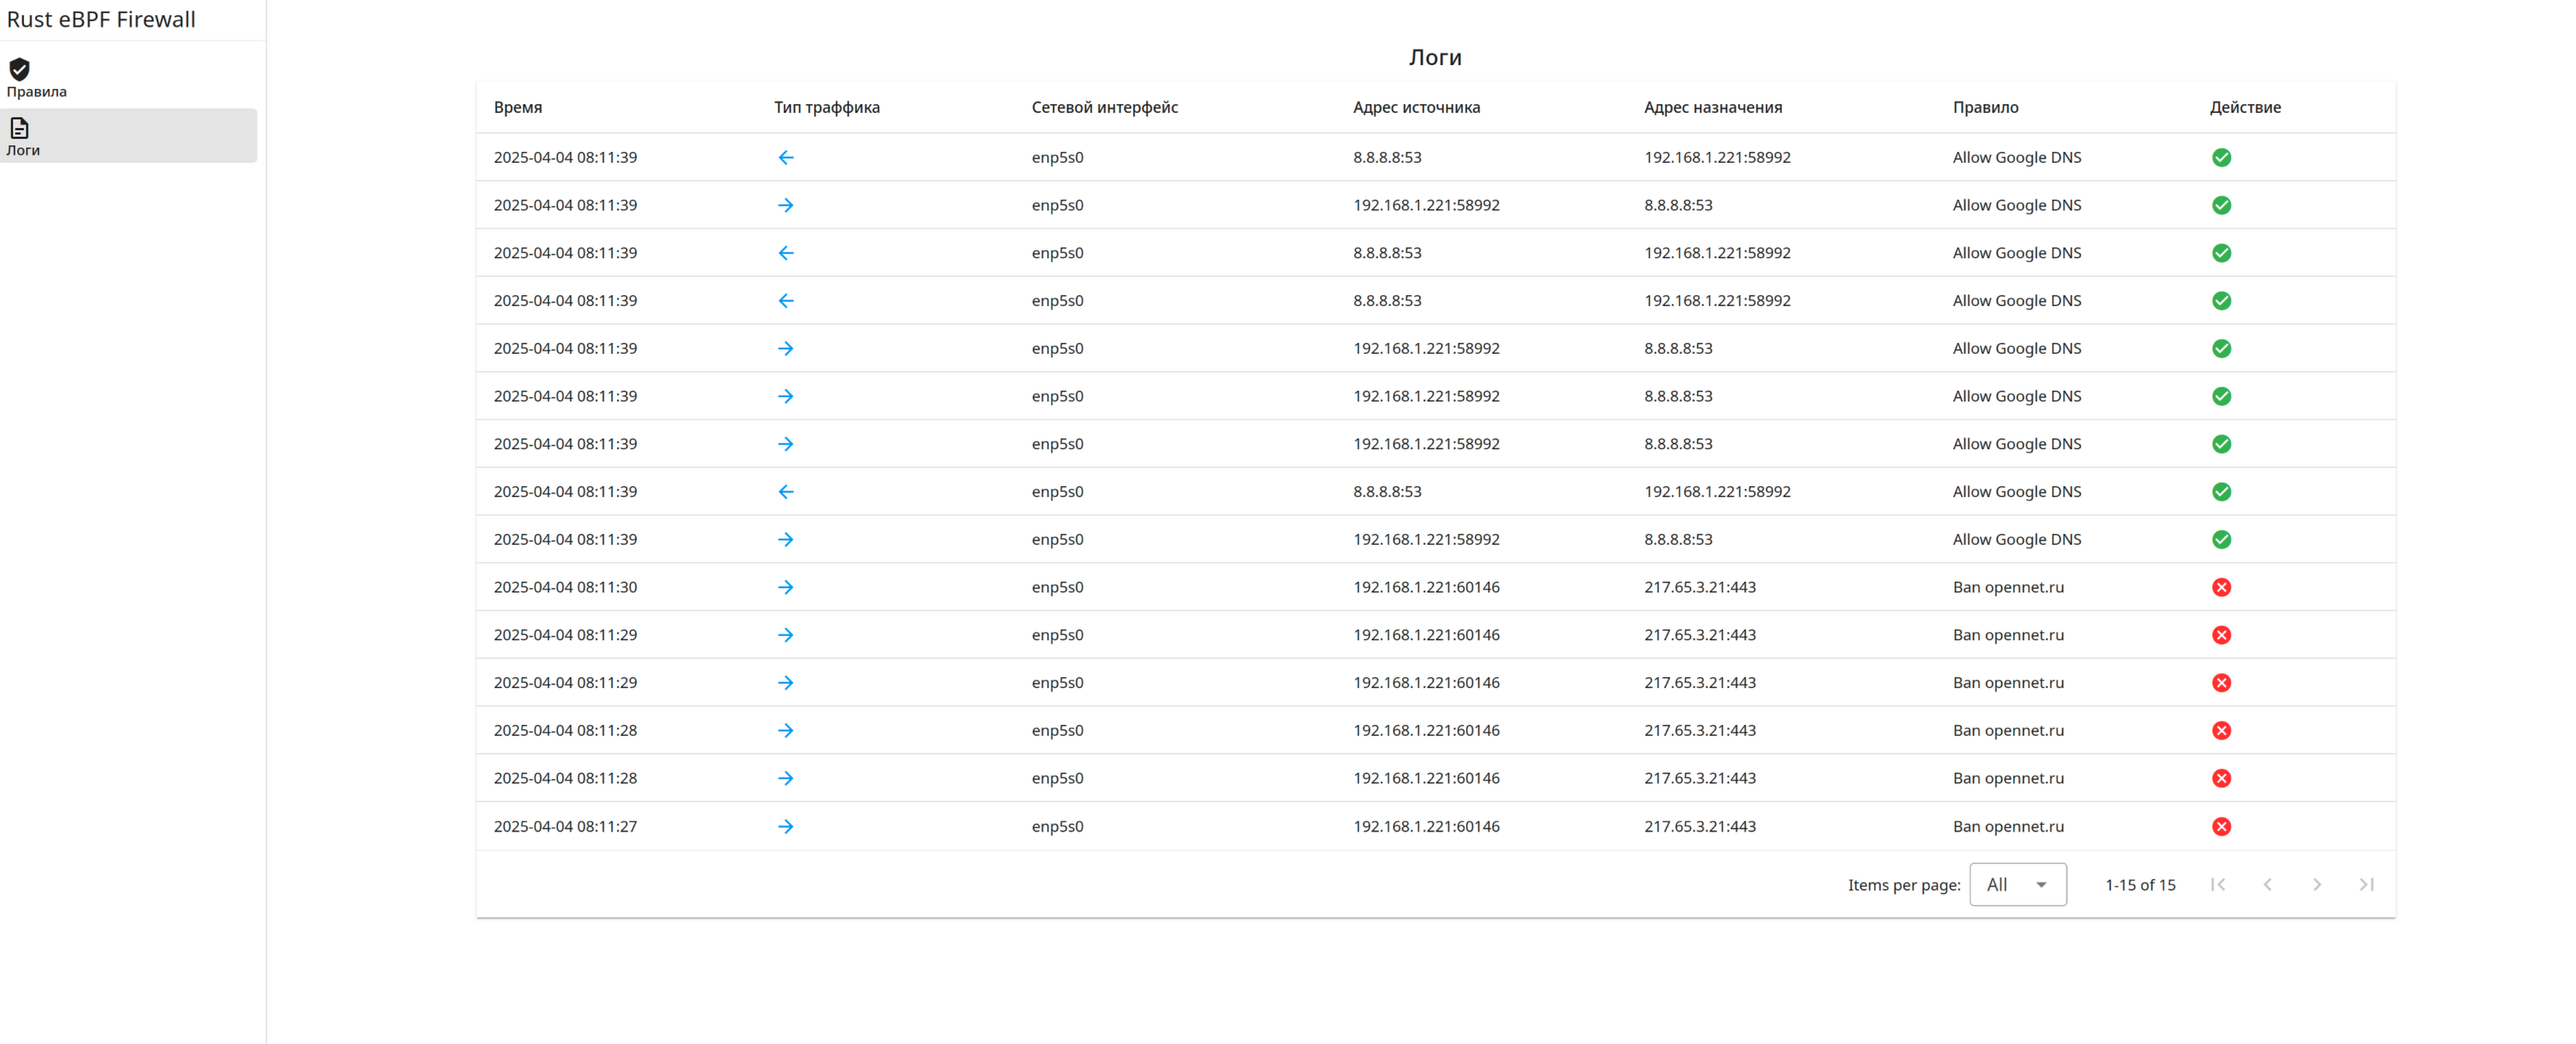 Rust eBPF Firewall
Правила
Логи
Логи
Время Тип траффика Сетевой интерфейс Адрес источника Адрес назначения Правило Действие
2025-04-04 08:11:39 enp5s0 8.8.8.8:53 192.168.1.221:58992 Allow Google DNS
2025-04-04 08:11:39 enp5s0 192.168.1.221:58992 8.8.8.8:53 Allow Google DNS
2025-04-04 08:11:39 enp5s0 8.8.8.8:53 192.168.1.221:58992 Allow Google DNS
2025-04-04 08:11:39 enp5s0 8.8.8.8:53 192.168.1.221:58992 Allow Google DNS
2025-04-04 08:11:39 enp5s0 192.168.1.221:58992 8.8.8.8:53 Allow Google DNS
2025-04-04 08:11:39 enp5s0 192.168.1.221:58992 8.8.8.8:53 Allow Google DNS
2025-04-04 08:11:39 enp5s0 192.168.1.221:58992 8.8.8.8:53 Allow Google DNS
2025-04-04 08:11:39 enp5s0 8.8.8.8:53 192.168.1.221:58992 Allow Google DNS
2025-04-04 08:11:39 enp5s0 192.168.1.221:58992 8.8.8.8:53 Allow Google DNS
2025-04-04 08:11:30 enp5s0 192.168.1.221:60146 217.65.3.21:443 Ban opennet.ru
2025-04-04 08:11:29 enp5s0 192.168.1.221:60146 217.65.3.21:443 Ban opennet.ru
2025-04-04 08:11:29 enp5s0 192.168.1.221:60146 217.65.3.21:443 Ban opennet.ru
2025-04-04 08:11:28 enp5s0 192.168.1.221:60146 217.65.3.21:443 Ban opennet.ru
2025-04-04 08:11:28 enp5s0 192.168.1.221:60146 217.65.3.21:443 Ban opennet.ru
2025-04-04 08:11:27 enp5s0 192.168.1.221:60146 217.65.3.21:443 Ban opennet.ru
Items per page: All 1-15 of 15